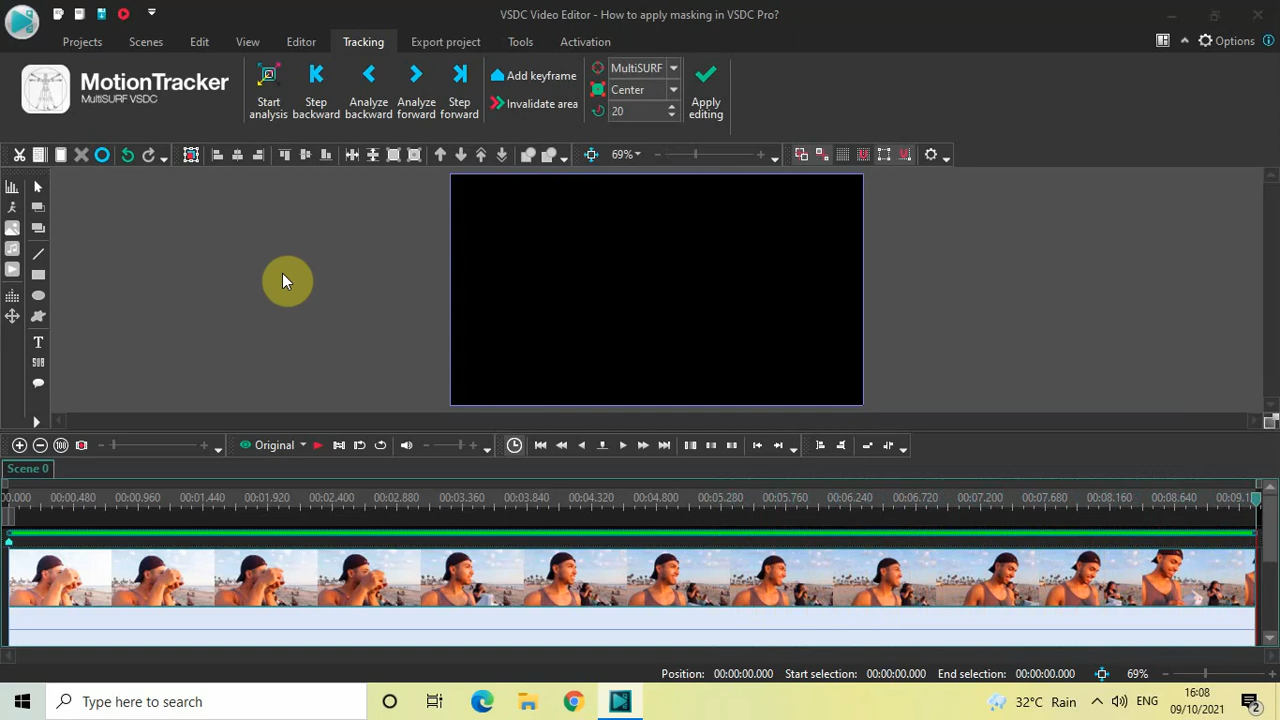 VSDC Video Editor - How to apply masking in VSDC Pro?
Projects Scenes Edit View Editor Tracking Export project Tools Activation Options
MotionTracker
MultiSURF VSDC
Start analysis
Step backward
Analyze backward
Analyze forward
Step forward
Add keyframe
Invalidate area
MultiSURF
Center
20
Apply editing
69%
T
SUB
Original
Scene 0
00.000 00:00.480 00:00.960 00:01.440 00:01.920 00:02.400 00:02.880 00:03.360 00:03.840 00:04.320 00:04.800 00:05.280 00:05.760 00:06.240 00:06.720 00:07.200 00:07.680 00:08.160 00:08.640 00:09.1
Position: 00:00:00.000 Start selection: 00:00:00.000 End selection: 00:00:00.000 69%
Type here to search
32°C Rain
ENG
16:08
09/10/2021
2